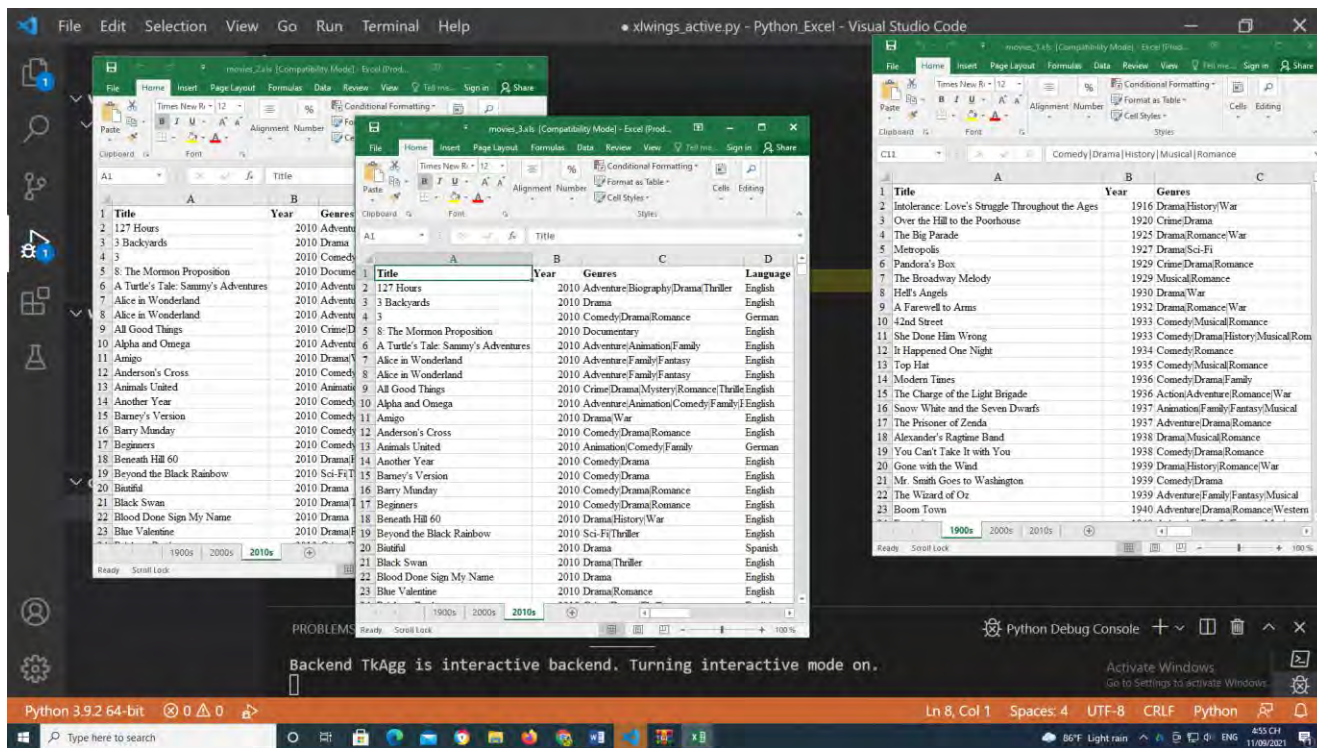 File Edit Selection View Go Run Terminal Help
● xlwings_active.py - Python_Excel - Visual Studio Code
movies_2.xls [Compatibility Mode] - Excel (Prod...
File Home Insert Page Layout Formulas Data Review View Tell me... Sign in Share
Paste
Times New R 12
B I U A A
Alignment
%
Number
Conditional Formatting
Clipboard Font
A1 fx Title
A B
1 Title Year Genres
2 127 Hours 2010
3 3 Backyards 2010 Drama
4 3 2010
5 8: The Mormon Proposition 2010
6 A Turtle's Tale: Sammy's Adventures 2010
7 Alice in Wonderland 2010
8 Alice in Wonderland 2010
9 All Good Things 2010
10 Alpha and Omega 2010
11 Amigo 2010
12 Anderson's Cross 2010
13 Animals United 2010
14 Another Year 2010
15 Barney's Version 2010
16 Barry Munday 2010
17 Beginners 2010
18 Beneath Hill 60 2010
19 Beyond the Black Rainbow 2010
20 Biutiful 2010 Drama
21 Black Swan 2010
22 Blood Done Sign My Name 2010 Drama
23 Blue Valentine 2010
1900s 2000s 2010s
Ready Scroll Lock
movies_3.xls [Compatibility Mode] - Excel (Prod...
File Home Insert Page Layout Formulas Data Review View Tell me... Sign in Share
Paste
Times New R 12
B I U A A
Alignment
%
Number
Conditional Formatting
Format as Table
Cell Styles
Cells Editing
Clipboard Font Styles
A1 fx Title
A B C D
1 Title Year Genres Language
2 127 Hours 2010 Adventure|Biography|Drama|Thriller English
3 3 Backyards 2010 Drama English
4 3 2010 Comedy|Drama|Romance German
5 8: The Mormon Proposition 2010 Documentary English
6 A Turtle's Tale: Sammy's Adventures 2010 Adventure|Animation|Family English
7 Alice in Wonderland 2010 Adventure|Family|Fantasy English
8 Alice in Wonderland 2010 Adventure|Family|Fantasy English
9 All Good Things 2010 Crime|Drama|Mystery|Romance|Thrille English
10 Alpha and Omega 2010 Adventure|Animation|Comedy|Family|F English
11 Amigo 2010 Drama|War English
12 Anderson's Cross 2010 Comedy|Drama|Romance English
13 Animals United 2010 Animation|Comedy|Family German
14 Another Year 2010 Comedy|Drama English
15 Barney's Version 2010 Comedy|Drama English
16 Barry Munday 2010 Comedy|Drama|Romance English
17 Beginners 2010 Comedy|Drama|Romance English
18 Beneath Hill 60 2010 Drama|History|War English
19 Beyond the Black Rainbow 2010 Sci-Fi|Thriller English
20 Biutiful 2010 Drama Spanish
21 Black Swan 2010 Drama|Thriller English
22 Blood Done Sign My Name 2010 Drama English
23 Blue Valentine 2010 Drama|Romance English
1900s 2000s 2010s
Ready Scroll Lock 100%
movies_1.xls [Compatibility Mode] - Excel (Prod...
File Home Insert Page Layout Formulas Data Review View Tell me... Sign in Share
Paste
Times New R 12
B I U A A
Alignment Number
Conditional Formatting
Format as Table
Cell Styles
Cells Editing
Clipboard Font Styles
C11 fx Comedy|Drama|History|Musical|Romance
A B C
1 Title Year Genres
2 Intolerance: Love's Struggle Throughout the Ages 1916 Drama|History|War
3 Over the Hill to the Poorhouse 1920 Crime|Drama
4 The Big Parade 1925 Drama|Romance|War
5 Metropolis 1927 Drama|Sci-Fi
6 Pandora's Box 1929 Crime|Drama|Romance
7 The Broadway Melody 1929 Musical|Romance
8 Hell's Angels 1930 Drama|War
9 A Farewell to Arms 1932 Drama|Romance|War
10 42nd Street 1933 Comedy|Musical|Romance
11 She Done Him Wrong 1933 Comedy|Drama|History|Musical|Rom
12 It Happened One Night 1934 Comedy|Romance
13 Top Hat 1935 Comedy|Musical|Romance
14 Modern Times 1936 Comedy|Drama|Family
15 The Charge of the Light Brigade 1936 Action|Adventure|Romance|War
16 Snow White and the Seven Dwarfs 1937 Animation|Family|Fantasy|Musical
17 The Prisoner of Zenda 1937 Adventure|Drama|Romance
18 Alexander's Ragtime Band 1938 Drama|Musical|Romance
19 You Can't Take It with You 1938 Comedy|Drama|Romance
20 Gone with the Wind 1939 Drama|History|Romance|War
21 Mr. Smith Goes to Washington 1939 Comedy|Drama
22 The Wizard of Oz 1939 Adventure|Family|Fantasy|Musical
23 Boom Town 1940 Adventure|Drama|Romance|Western
1900s 2000s 2010s
Ready Scroll Lock 100%
PROBLEMS
Python Debug Console
Backend TkAgg is interactive backend. Turning interactive mode on.
Activate Windows
Go to Settings to activate Windows.
Python 3.9.2 64-bit 0 0 Ln 8, Col 1 Spaces: 4 UTF-8 CRLF Python
Type here to search 86°F Light rain ENG 4:55 CH
11/09/2021